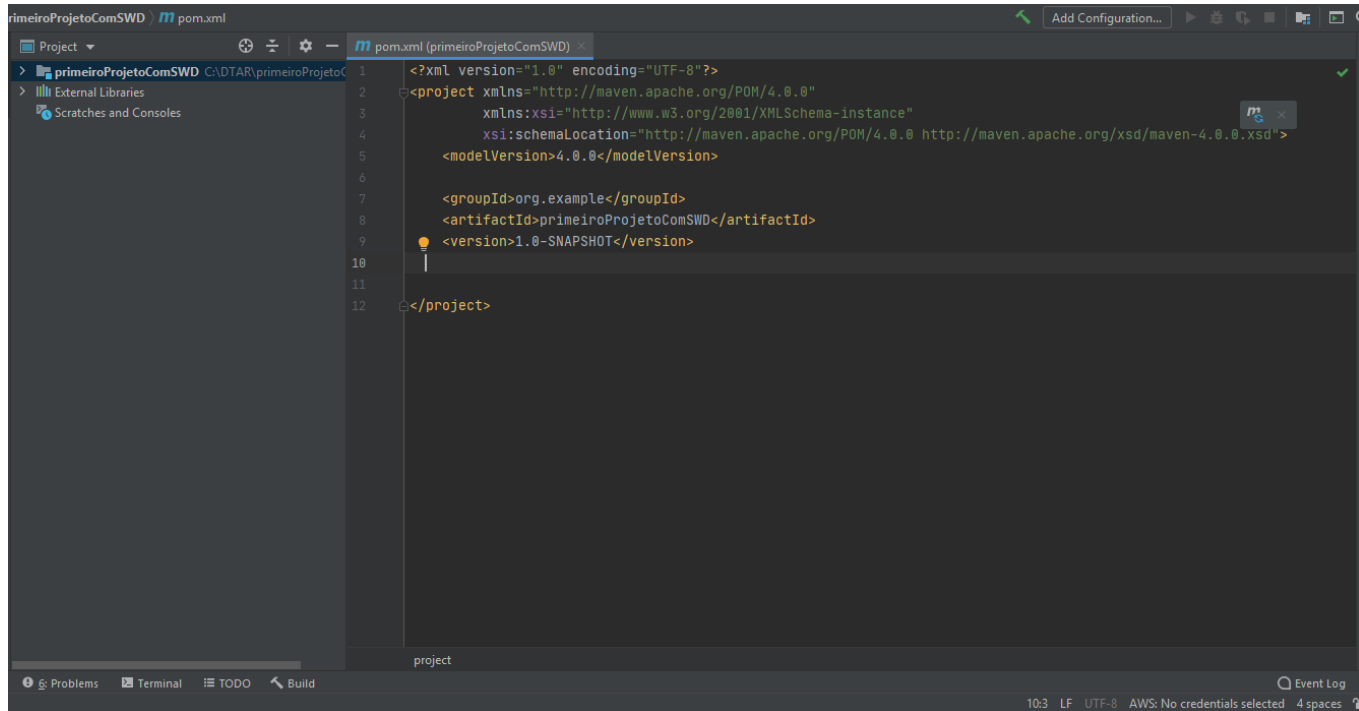 rimeiroProjetoComSWD pom.xml
Add Configuration...
Project
pom.xml (primeiroProjetoComSWD)
primeiroProjetoComSWD C:\DTAR\primeiroProjetoC
External Libraries
Scratches and Consoles
1 <?xml version="1.0" encoding="UTF-8"?>
2 <project xmlns="http://maven.apache.org/POM/4.0.0"
3 xmlns:xsi="http://www.w3.org/2001/XMLSchema-instance"
4 xsi:schemaLocation="http://maven.apache.org/POM/4.0.0 http://maven.apache.org/xsd/maven-4.0.0.xsd">
5 <modelVersion>4.0.0</modelVersion>
6
7 <groupId>org.example</groupId>
8 <artifactId>primeiroProjetoComSWD</artifactId>
9 <version>1.0-SNAPSHOT</version>
10
11
12 </project>
project
6: Problems Terminal TODO Build Event Log
10:3 LF UTF-8 AWS: No credentials selected 4 spaces